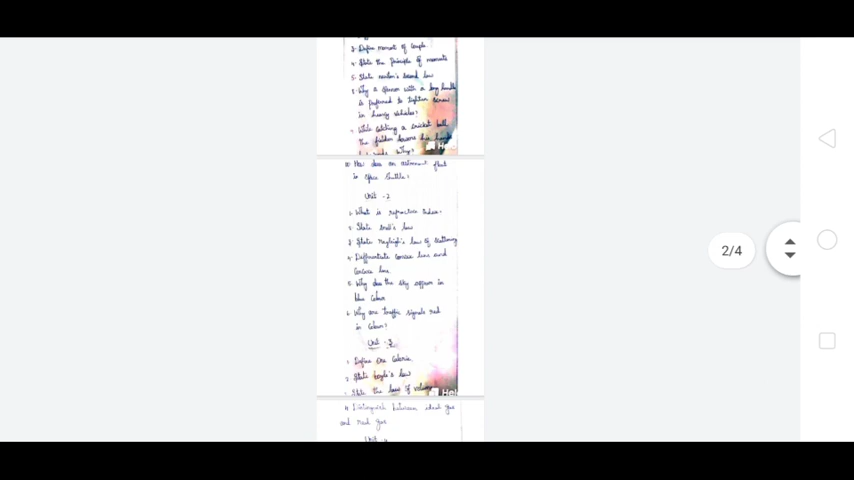 3. Define moment of couple.
4. State the principle of moments
5. State newton's second law
Why a spanner with a long handle
is preferred to tighten screws
in heavy vehicles?
While catching a cricket ball
the fielder lowers his hands
Why?
10. How does an astronaut float
in space shuttle?
Unit - 2
1. What is refractive index.
2. State snell's law
3. State Rayleigh's law of scattering
4. Differentiate convex lens and
concave lens.
5. Why does the sky appear in
blue colour
6. Why are traffic signals red
in colour?
Unit - 3
1. Define One Calorie.
2. State boyle's law
State the law of volume
4. Distinguish between ideal gas
and real gas
Unit - 4
2/4